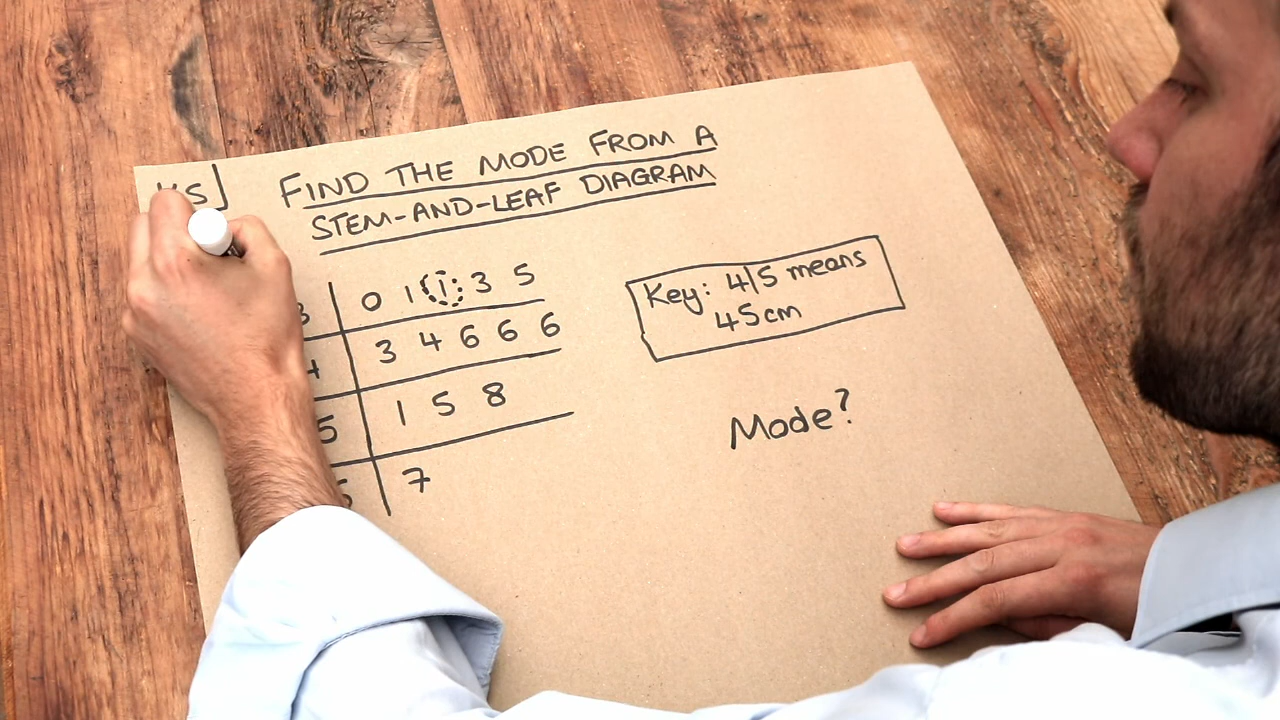 FIND THE MODE FROM A
STEM-AND-LEAF DIAGRAM
0 1 1 3 5
3 4 6 6 6
5 1 5 8
7
Key: 4|5 means
45cm
Mode?